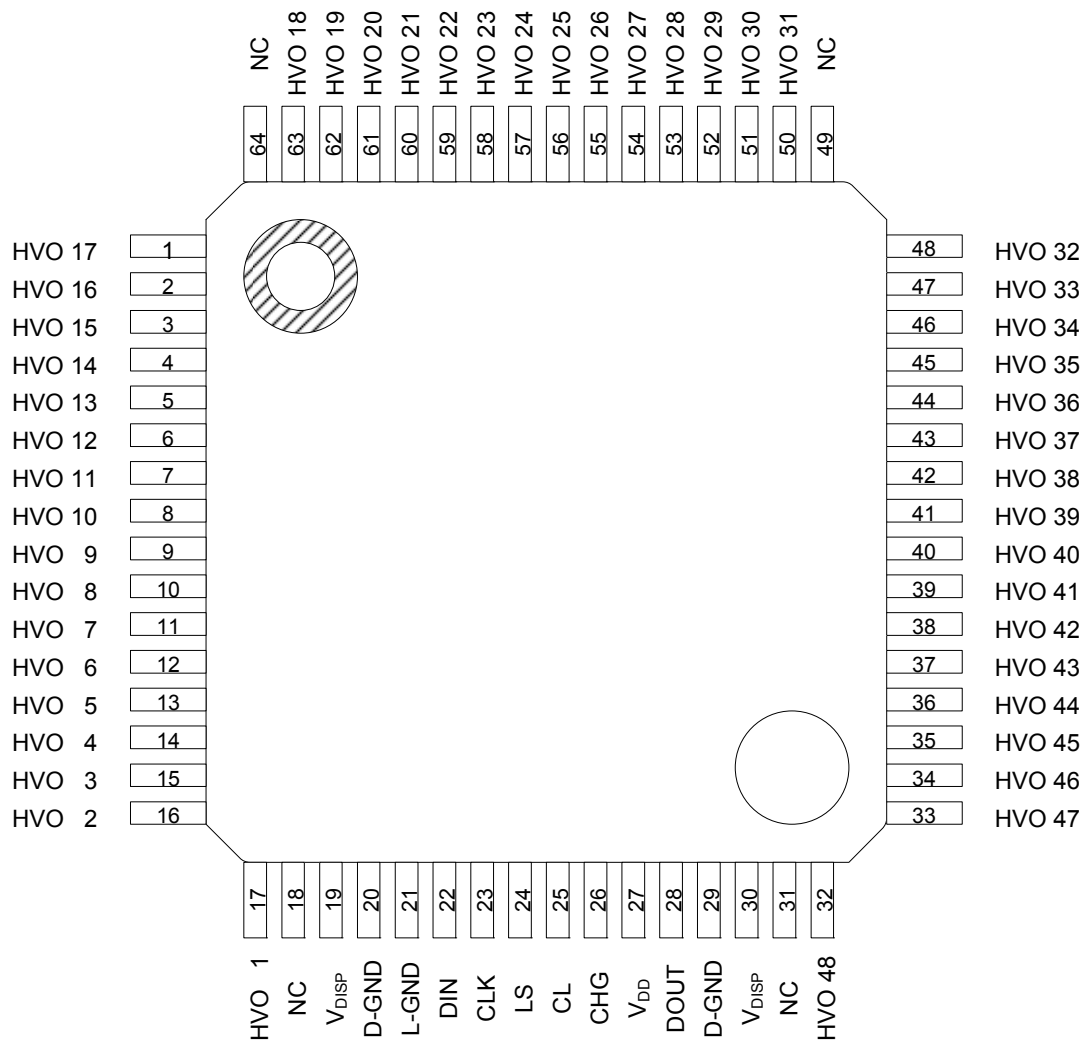 NC
HVO 18
HVO 19
HVO 20
HVO 21
HVO 22
HVO 23
HVO 24
HVO 25
HVO 26
HVO 27
HVO 28
HVO 29
HVO 30
HVO 31
NC
64
63
62
61
60
59
58
57
56
55
54
53
52
51
50
49
HVO 17 1 48 HVO 32
HVO 16 2 47 HVO 33
HVO 15 3 46 HVO 34
HVO 14 4 45 HVO 35
HVO 13 5 44 HVO 36
HVO 12 6 43 HVO 37
HVO 11 7 42 HVO 38
HVO 10 8 41 HVO 39
HVO 9 9 40 HVO 40
HVO 8 10 39 HVO 41
HVO 7 11 38 HVO 42
HVO 6 12 37 HVO 43
HVO 5 13 36 HVO 44
HVO 4 14 35 HVO 45
HVO 3 15 34 HVO 46
HVO 2 16 33 HVO 47
17
18
19
20
21
22
23
24
25
26
27
28
29
30
31
32
HVO 1
NC
VDISP
D-GND
L-GND
DIN
CLK
LS
CL
CHG
VDD
DOUT
D-GND
VDISP
NC
HVO 48